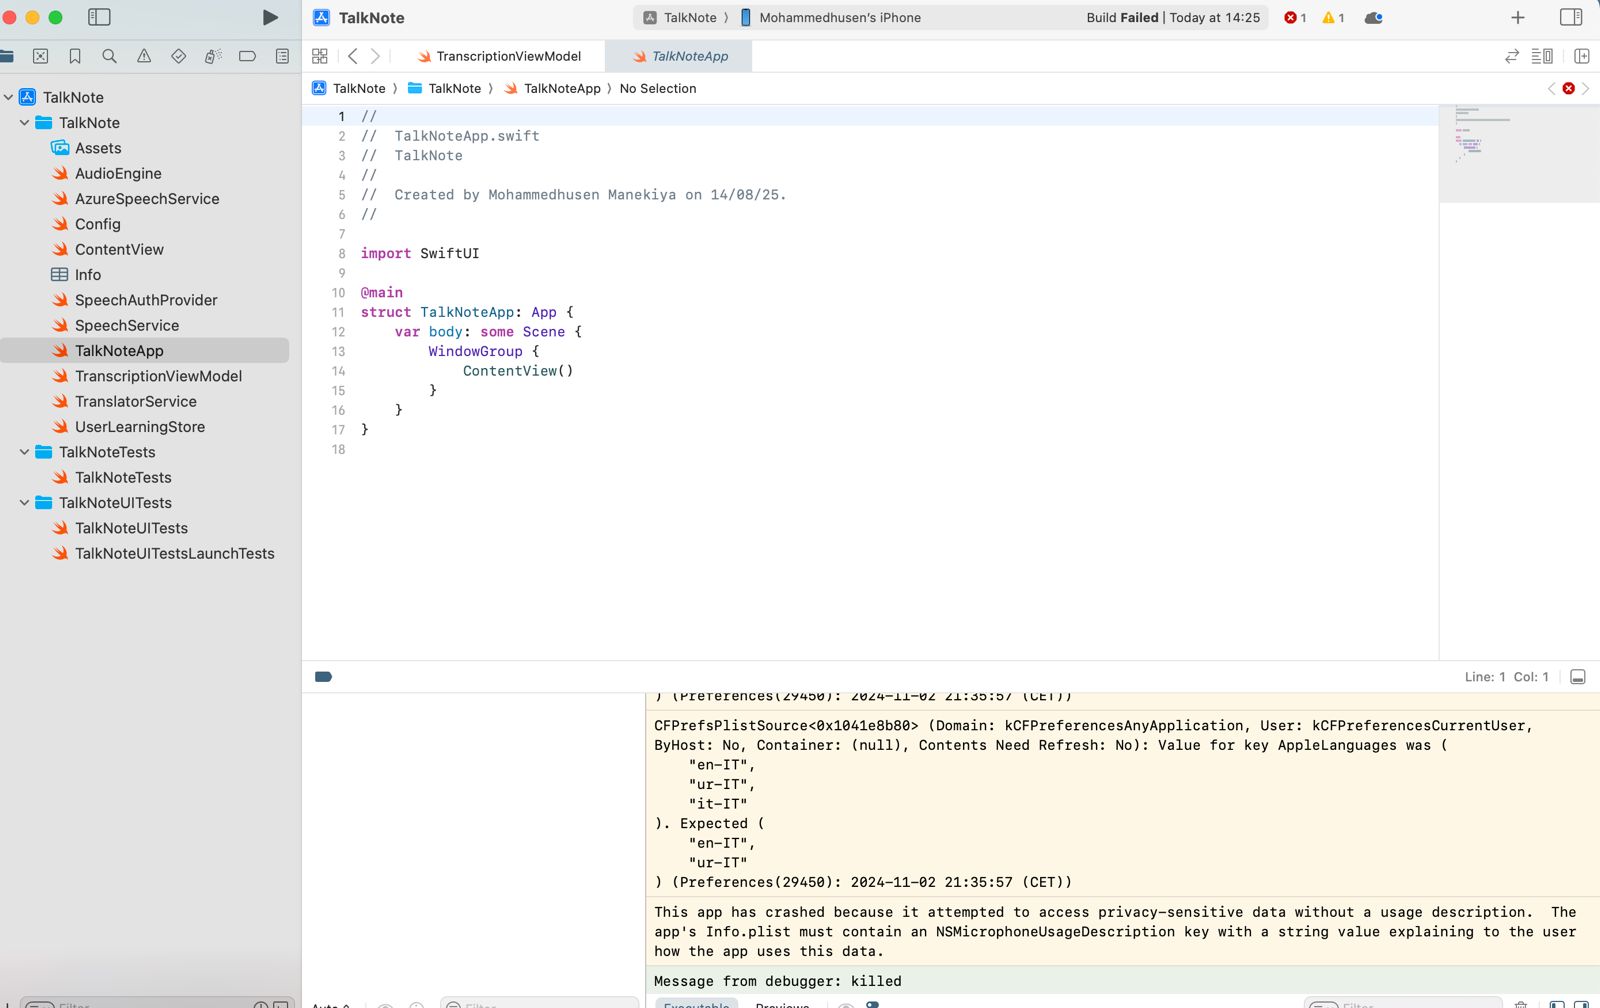 TalkNote
TalkNote 〉 Mohammedhusen's iPhone
Build Failed | Today at 14:25
1
1
TranscriptionViewModel
TalkNoteApp
TalkNote 〉 TalkNote 〉 TalkNoteApp 〉 No Selection
TalkNote
TalkNote
Assets
AudioEngine
AzureSpeechService
Config
ContentView
Info
SpeechAuthProvider
SpeechService
TalkNoteApp
TranscriptionViewModel
TranslatorService
UserLearningStore
TalkNoteTests
TalkNoteTests
TalkNoteUITests
TalkNoteUITests
TalkNoteUITestsLaunchTests
1 //
2 //  TalkNoteApp.swift
3 //  TalkNote
4 //
5 //  Created by Mohammedhusen Manekiya on 14/08/25.
6 //
7
8 import SwiftUI
9
10 @main
11 struct TalkNoteApp: App {
12     var body: some Scene {
13         WindowGroup {
14             ContentView()
15         }
16     }
17 }
18
Line: 1 Col: 1
) (Preferences(29450): 2024-11-02 21:35:57 (CET))
CFPrefsPlistSource<0x1041e8b80> (Domain: kCFPreferencesAnyApplication, User: kCFPreferencesCurrentUser,
ByHost: No, Container: (null), Contents Need Refresh: No): Value for key AppleLanguages was (
    "en-IT",
    "ur-IT",
    "it-IT"
). Expected (
    "en-IT",
    "ur-IT"
) (Preferences(29450): 2024-11-02 21:35:57 (CET))
This app has crashed because it attempted to access privacy-sensitive data without a usage description.  The
app's Info.plist must contain an NSMicrophoneUsageDescription key with a string value explaining to the user
how the app uses this data.
Message from debugger: killed
Filter
Auto
Filter
Executable
Previews
Filter